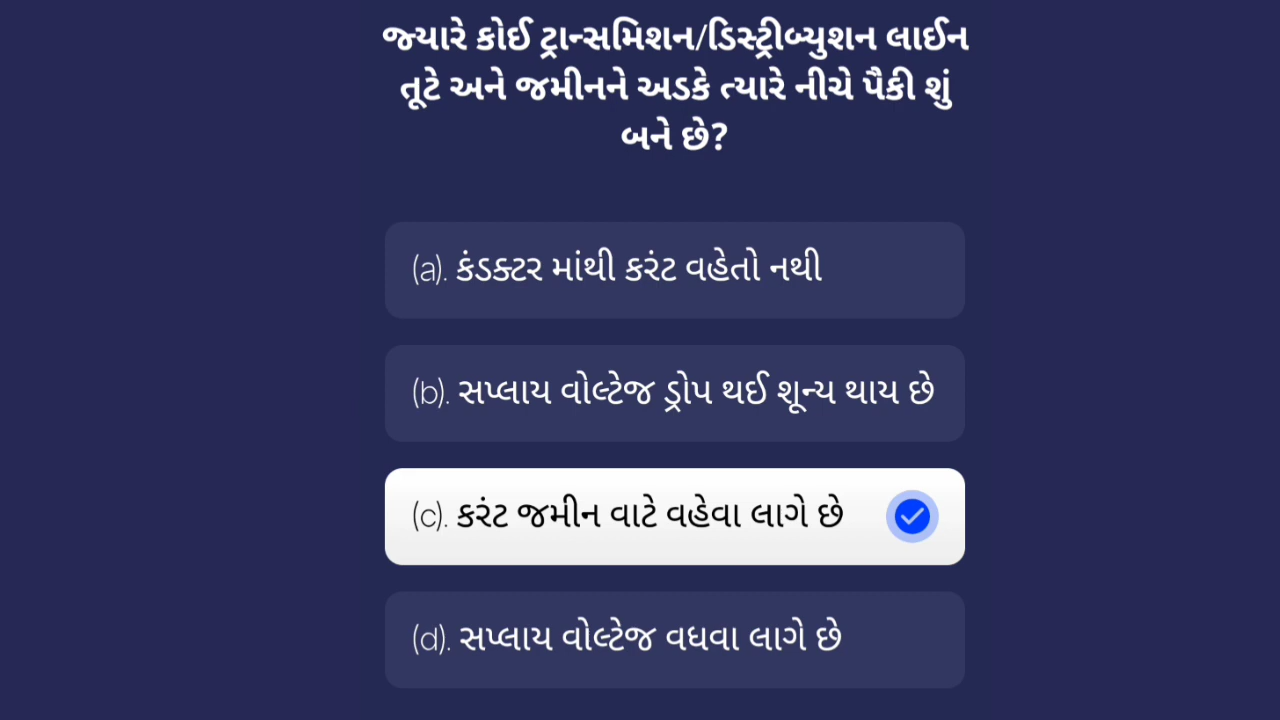 જ્યારે કોઈ ટ્રાન્સમિશન/ડિસ્ટ્રીબ્યુશન લાઈન
તૂટે અને જમીનને અડકે ત્યારે નીચે પૈકી શું
બને છે?
(a). કંડક્ટર માંથી કરંટ વહેતો નથી
(b). સપ્લાય વોલ્ટેજ ડ્રોપ થઈ શૂન્ય થાય છે
(c). કરંટ જમીન વાટે વહેવા લાગે છે
(d). સપ્લાય વોલ્ટેજ વધવા લાગે છે